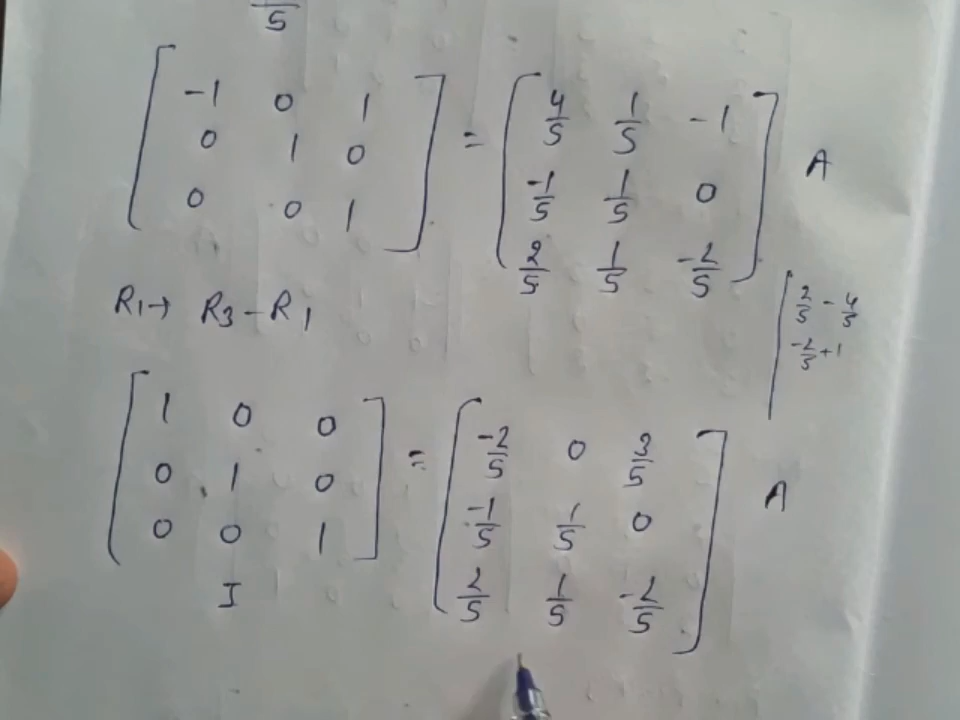 5
[ -1 0 1 ] = [ 4/5 1/5 -1 ]
[ 0 1 0 ] [ -1/5 1/5 0 ] A
[ 0 0 1 ] [ 2/5 1/5 -2/5 ]
R1→ R3 - R1
2/5 - 4/5
-2/5 + 1
[ 1 0 0 ] = [ -2/5 0 3/5 ]
[ 0 1 0 ] [ -1/5 1/5 0 ] A
[ 0 0 1 ] [ 2/5 1/5 -2/5 ]
I